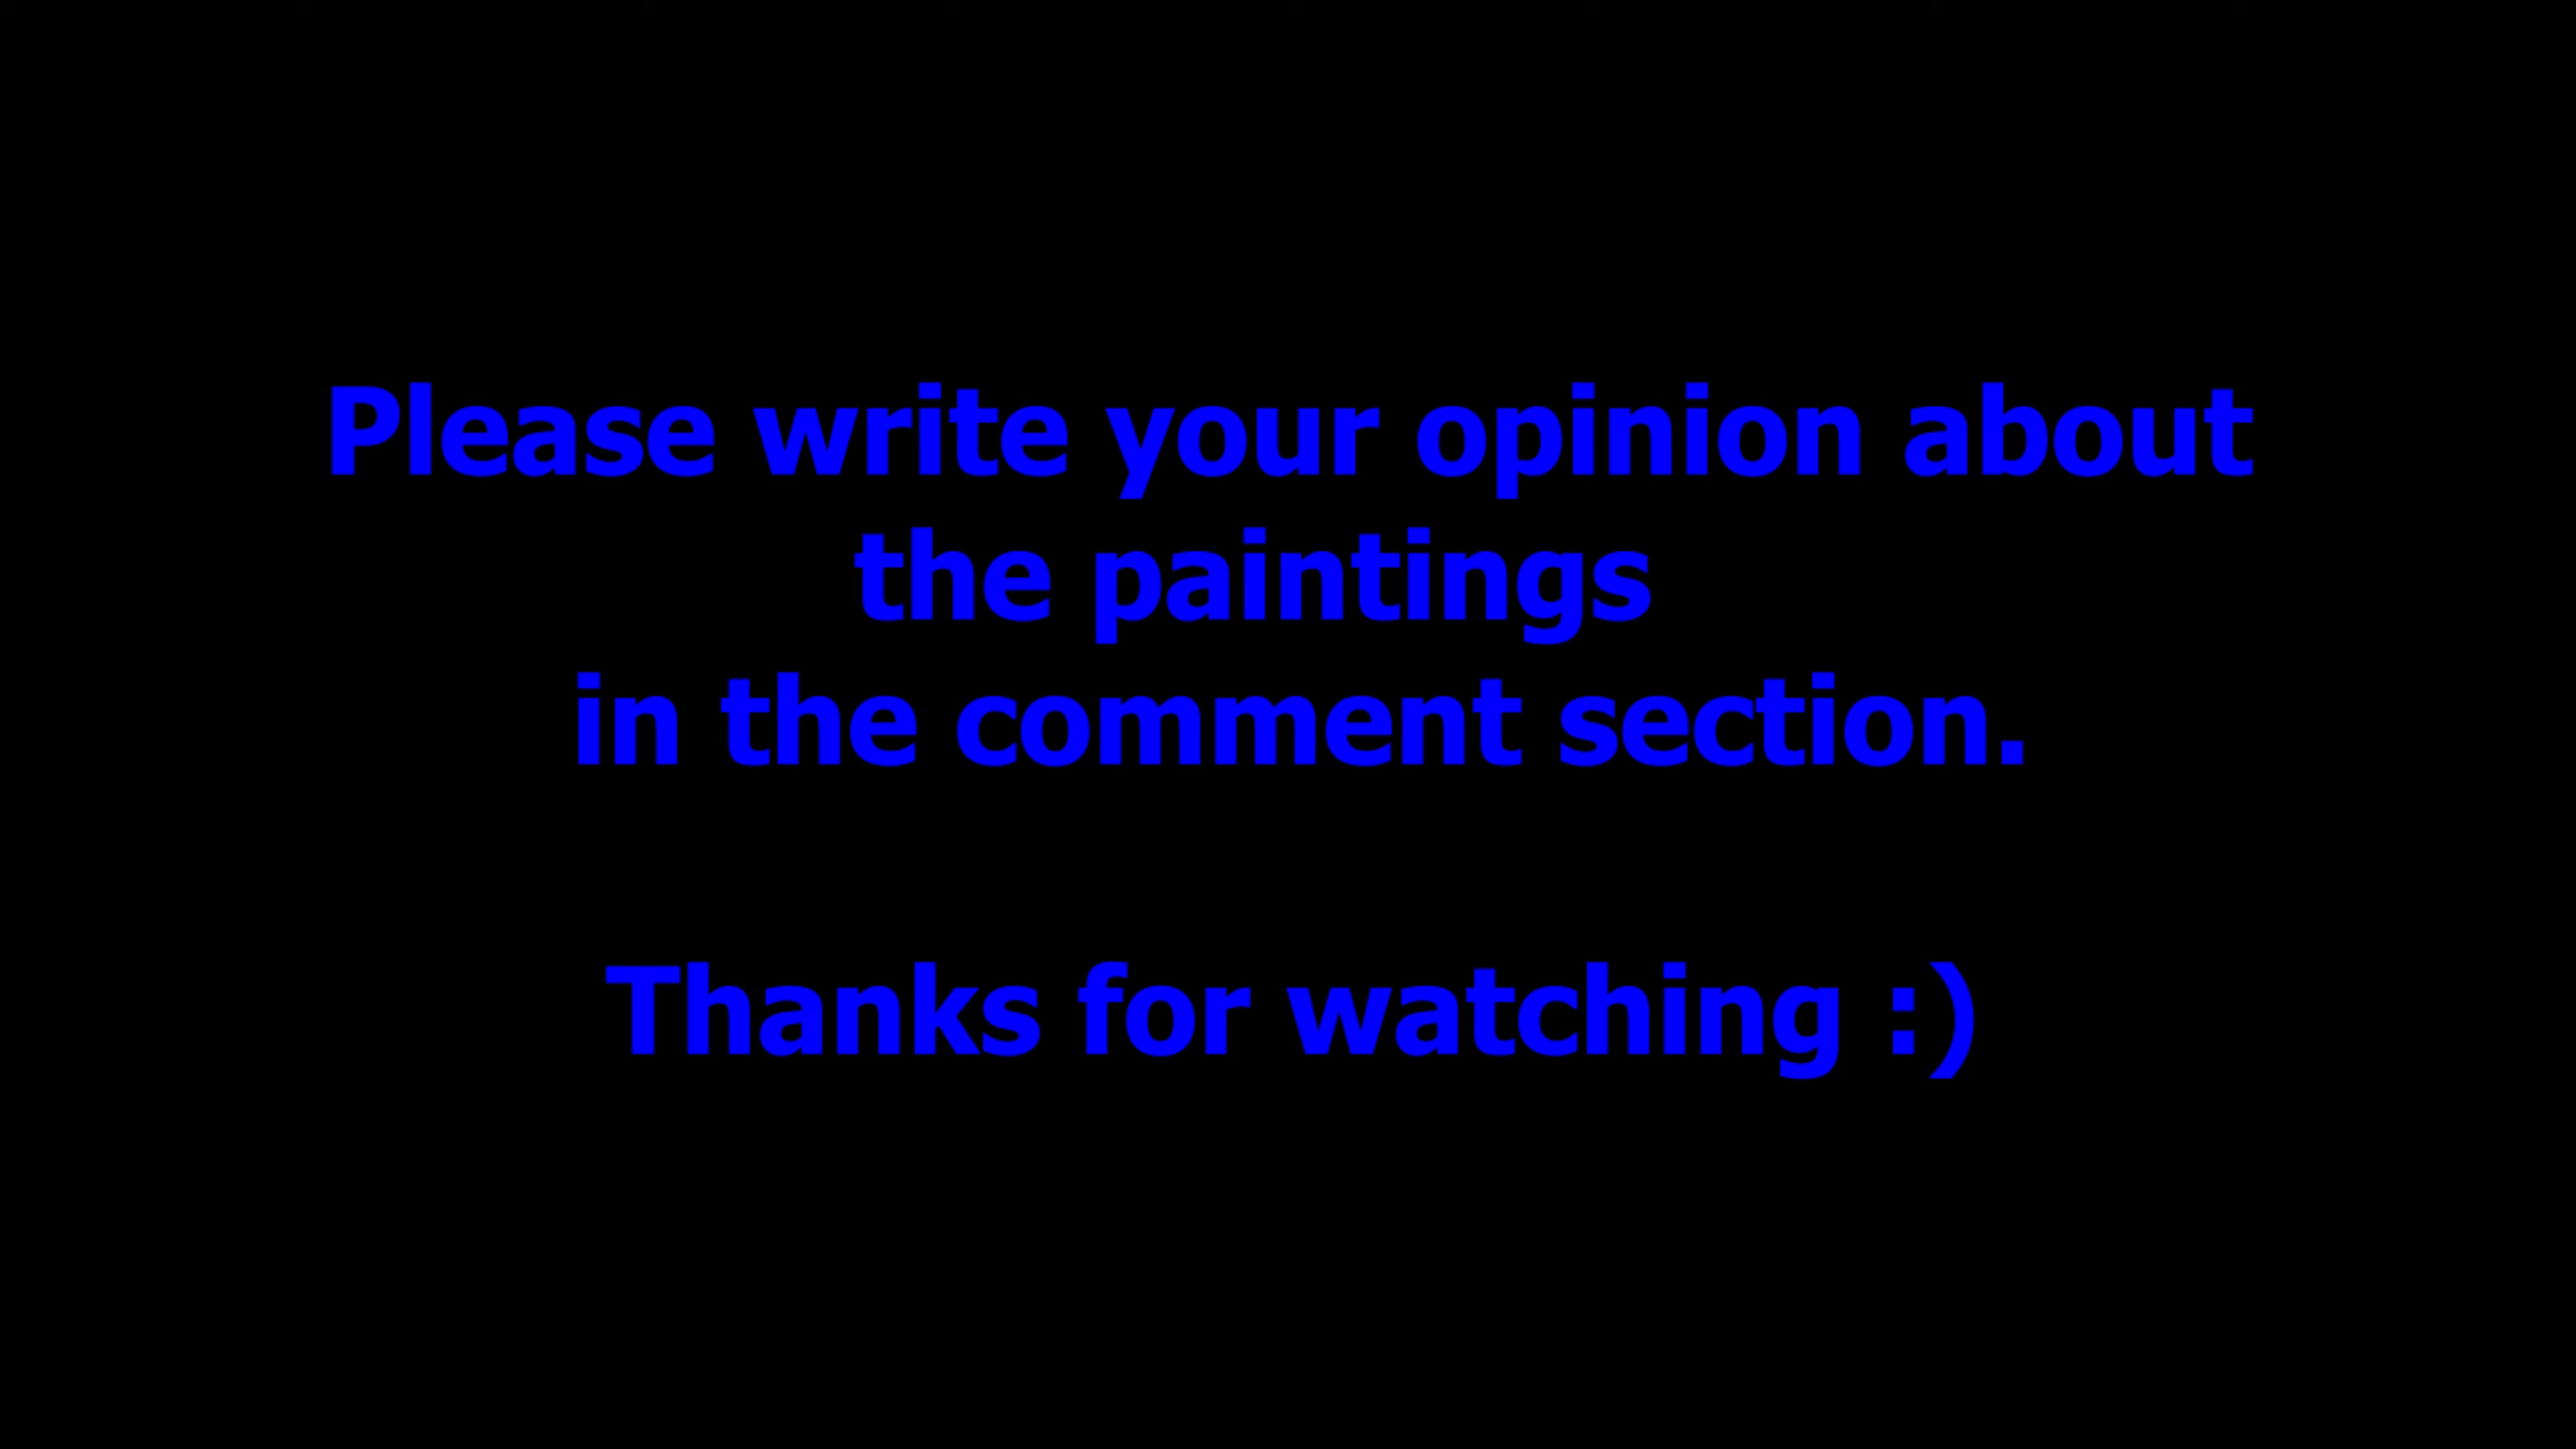 Please write your opinion about
the paintings
in the comment section.
Thanks for watching :)